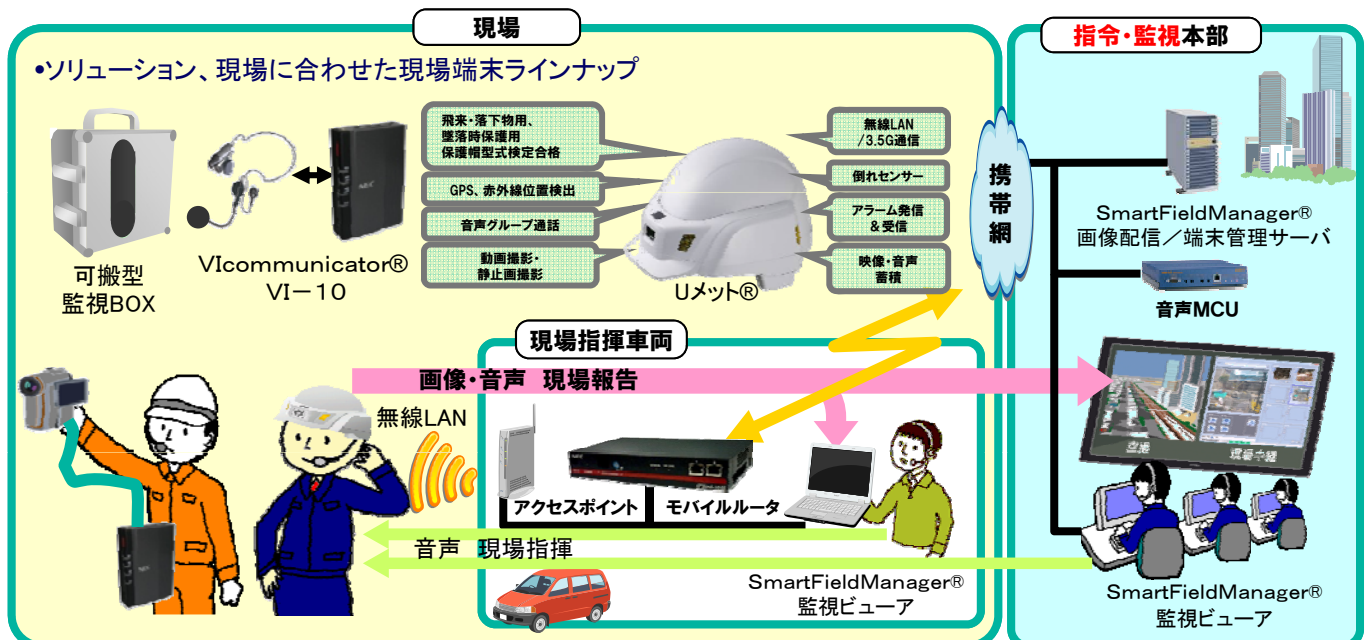 現場
•ソリューション、現場に合わせた現場端末ラインナップ
飛来・落下物用、
墜落時保護用
保護帽型式検定合格
GPS、赤外線位置検出
音声グループ通話
動画撮影・
静止画撮影
無線LAN
/3.5G通信
倒れセンサー
アラーム発信
&受信
映像・音声
蓄積
可搬型
監視BOX
VIcommunicator®
VI-10
NEC
Uメット®
携帯網
指令・監視本部
SmartFieldManager®
画像配信/端末管理サーバ
音声MCU
空撮
現場中継
SmartFieldManager®
監視ビューア
現場指揮車両
画像・音声 現場報告
無線LAN
アクセスポイント
モバイルルータ
音声 現場指揮
SmartFieldManager®
監視ビューア